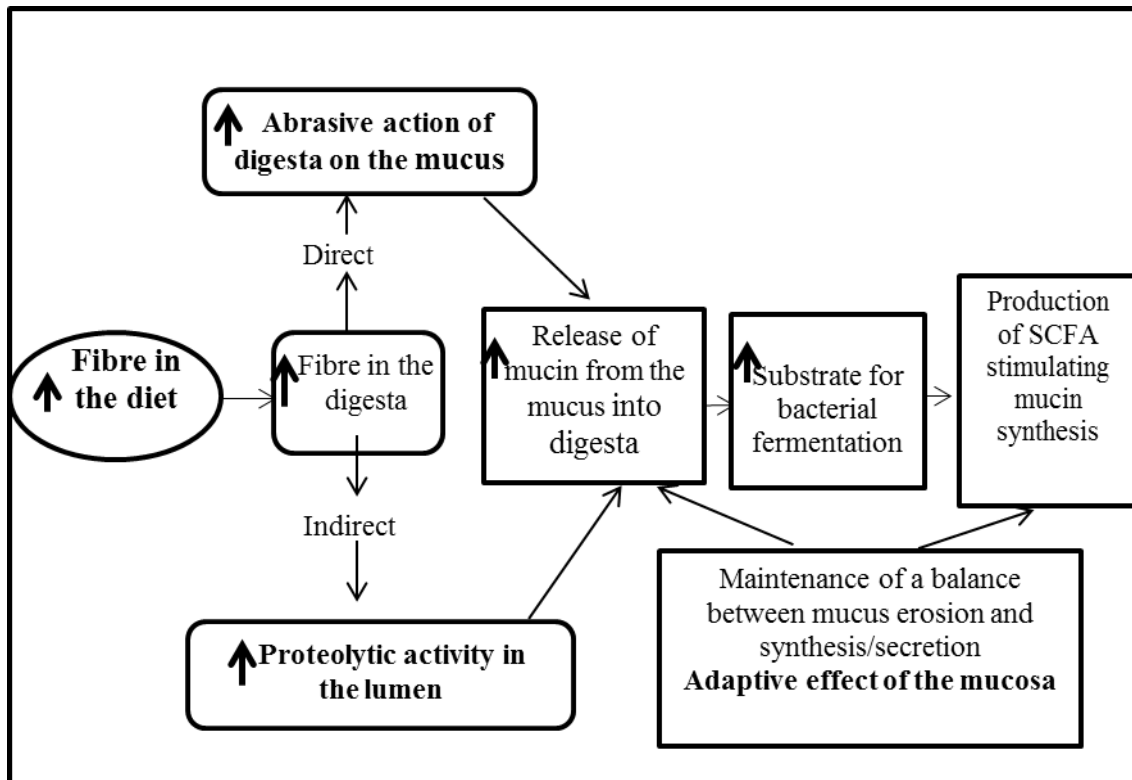 Abrasive action of
digesta on the mucus
Direct
Fibre in
the diet
Fibre in the
digesta
Indirect
Proteolytic activity in
the lumen
Release of
mucin from the
mucus into
digesta
Substrate for
bacterial
fermentation
Production
of SCFA
stimulating
mucin
synthesis
Maintenance of a balance
between mucus erosion and
synthesis/secretion
Adaptive effect of the mucosa